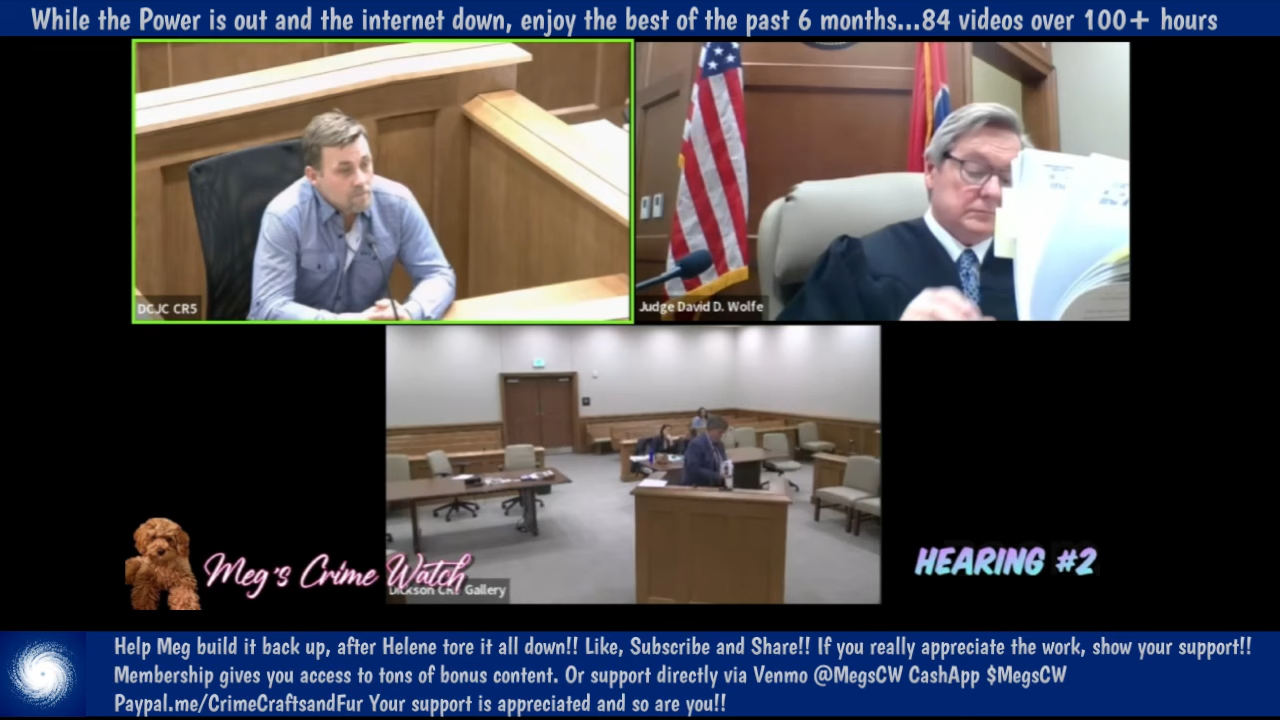 While the Power is out and the internet down, enjoy the best of the past 6 months...84 videos over 100+ hours
DCJC CR5
Judge David D. Wolfe
Meg's Crime Watch
Dickson CRT Gallery
HEARING #2
Help Meg build it back up, after Helene tore it all down!! Like, Subscribe and Share!! If you really appreciate the work, show your support!!
Membership gives you access to tons of bonus content. Or support directly via Venmo @MegsCW CashApp $MegsCW
Paypal.me/CrimeCraftsandFur Your support is appreciated and so are you!!